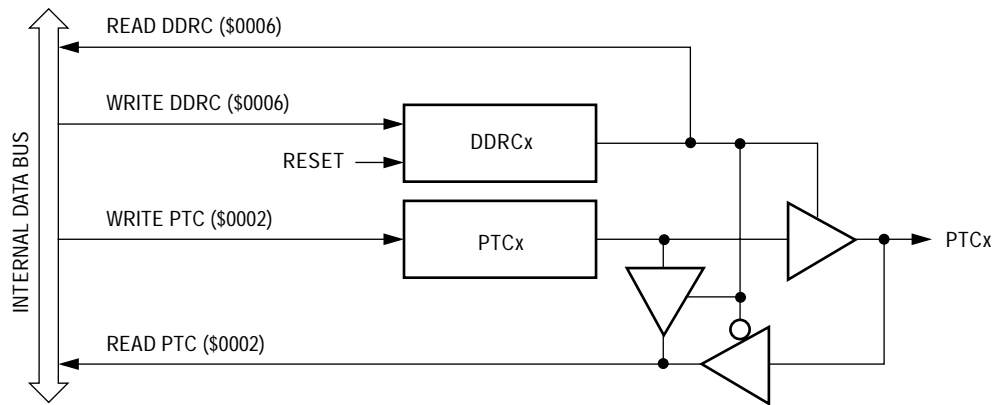 READ DDRC ($0006)
WRITE DDRC ($0006)
DDRCx
RESET
WRITE PTC ($0002)
PTCx
PTCx
READ PTC ($0002)
INTERNAL DATA BUS